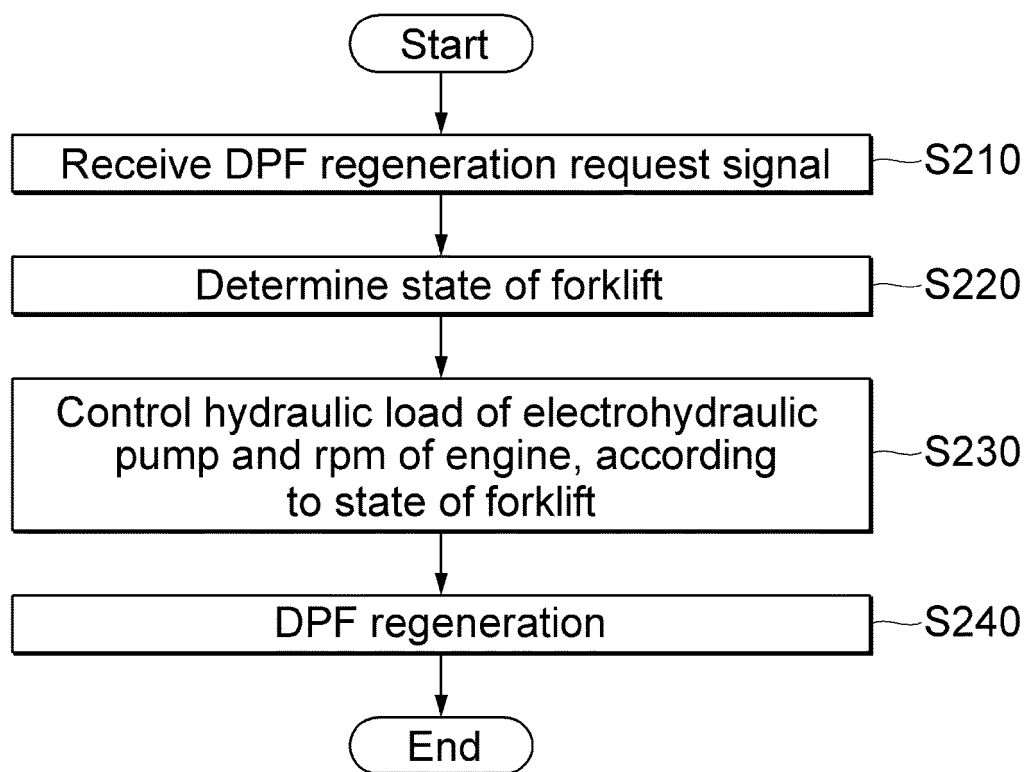 Start
Receive DPF regeneration request signal
S210
Determine state of forklift
S220
Control hydraulic load of electrohydraulic
pump and rpm of engine, according
to state of forklift
S230
DPF regeneration
S240
End